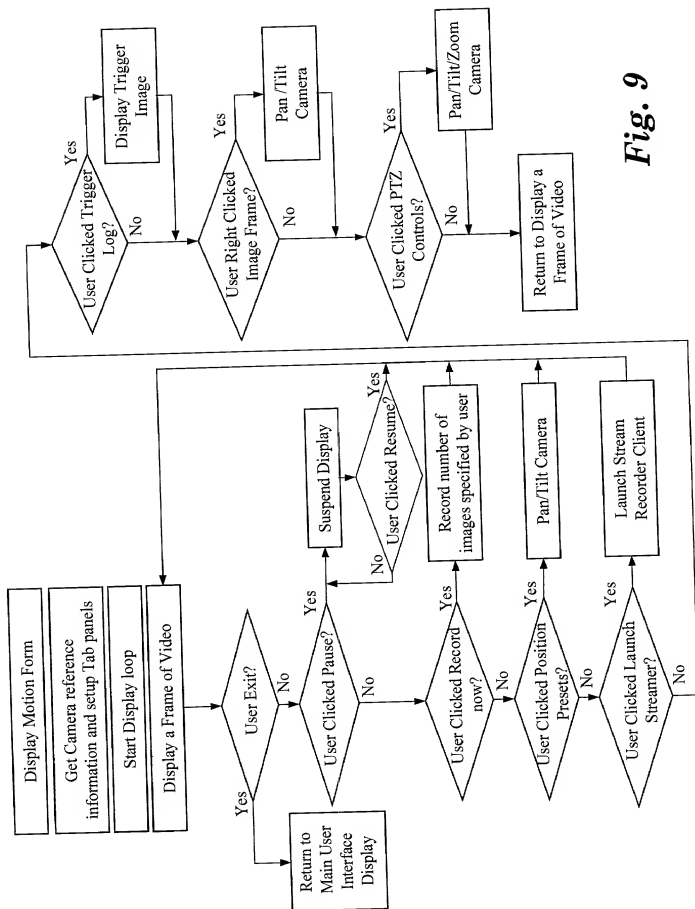 Display Motion Form
Get Camera reference
information and setup Tab panels
Start Display loop
Display a Frame of Video
User Exit?
Yes
No
Return to
Main User
Interface
Display
User Clicked Pause?
Yes
No
Suspend Display
User Clicked Resume?
Yes
No
User Clicked Record
now?
Yes
No
Record number of
images specified by user
User Clicked Position
Presets?
Yes
No
Pan/Tilt Camera
User Clicked Launch
Streamer?
Yes
No
Launch Stream
Recorder Client
User Clicked Trigger
Log?
Yes
No
Display Trigger
Image
User Right Clicked
Image Frame?
Yes
No
Pan /Tilt
Camera
User Clicked PTZ
Controls?
Yes
No
Pan/Tilt/Zoom
Camera
Return to Display a
Frame of Video
Fig. 9